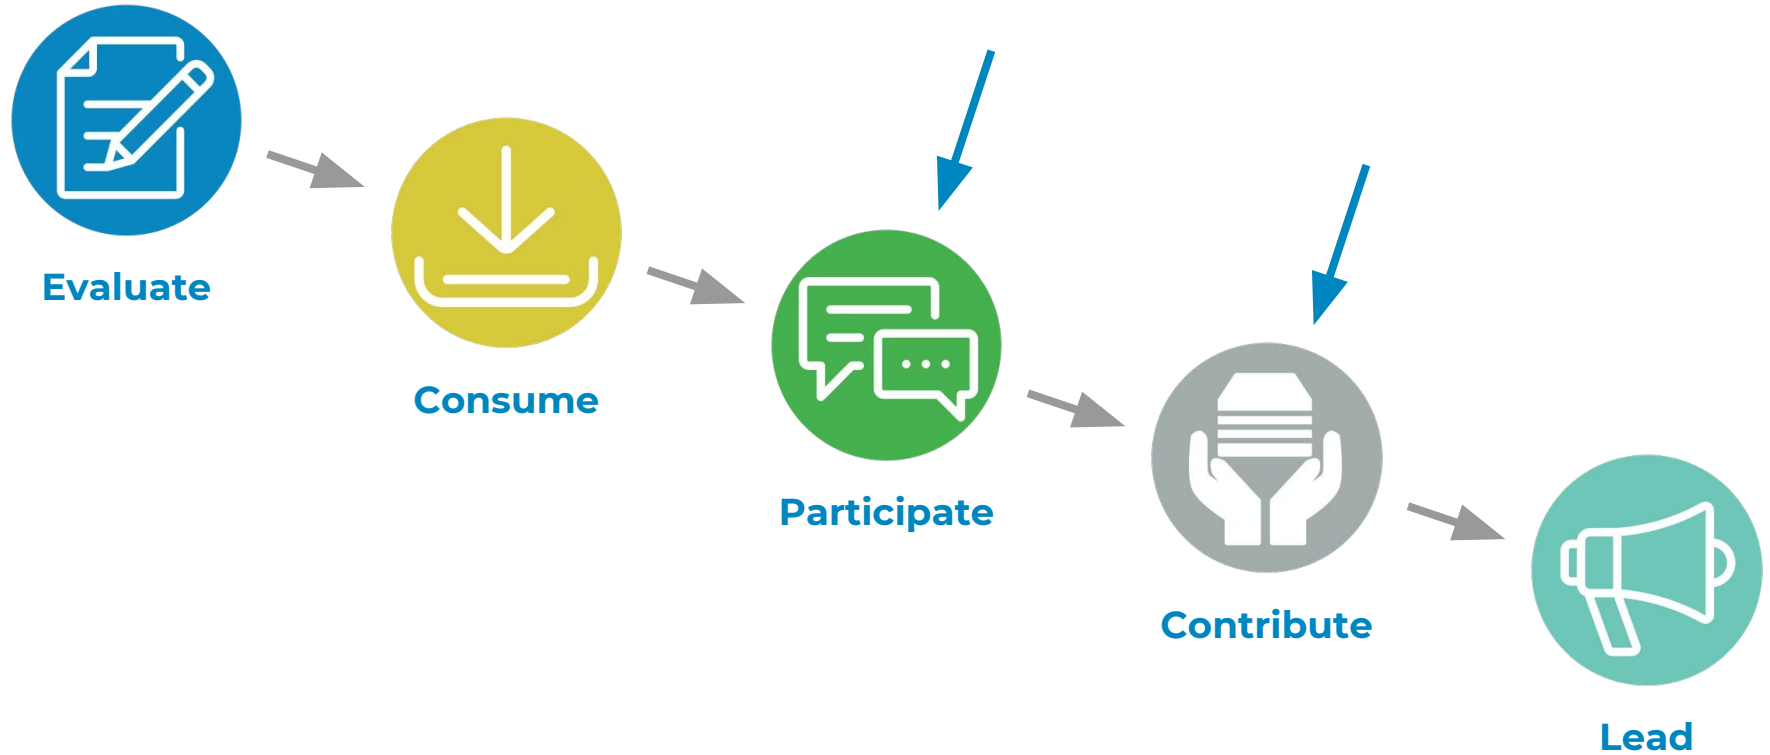 Evaluate
Consume
Participate
Contribute
Lead